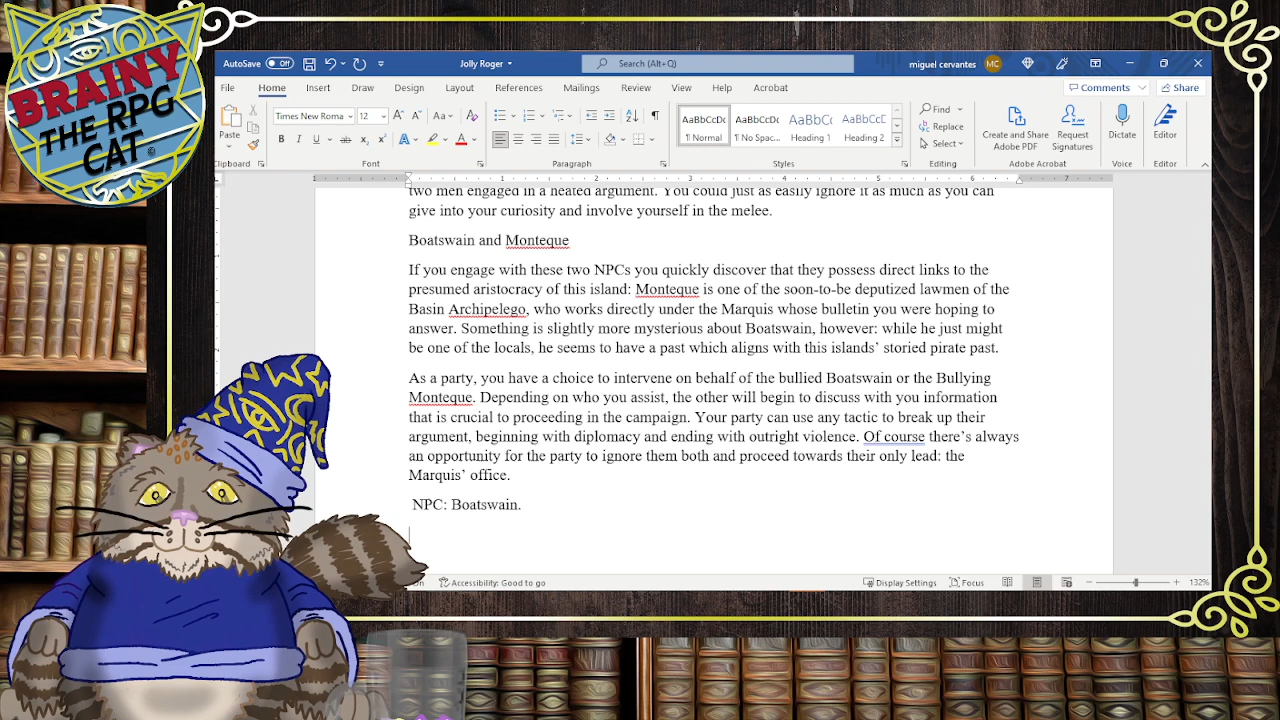 BRAINY
THE RPG
CAT
©
AutoSave Off
Jolly Roger
Search (Alt+Q)
miguel cervantes MC
File Home Insert Draw Design Layout References Mailings Review View Help Acrobat
Comments Share
Paste
Times New Roma 12
A A Aa A
B I U ab x A A
AaBbCcDc AaBbCcDc AaBbCc AaBbCcC
¶ Normal ¶ No Spac... Heading 1 Heading 2
Find
Replace
Select
Create and Share Adobe PDF
Request Signatures
Dictate
Editor
Clipboard Font Paragraph Styles Editing Adobe Acrobat Voice Editor
1 1 2 3 4 5 6 7
two men engaged in a heated argument. You could just as easily ignore it as much as you can
give into your curiosity and involve yourself in the melee.
Boatswain and Monteque
If you engage with these two NPCs you quickly discover that they possess direct links to the
presumed aristocracy of this island: Monteque is one of the soon-to-be deputized lawmen of the
Basin Archipelego, who works directly under the Marquis whose bulletin you were hoping to
answer. Something is slightly more mysterious about Boatswain, however: while he just might
be one of the locals, he seems to have a past which aligns with this islands’ storied pirate past.
As a party, you have a choice to intervene on behalf of the bullied Boatswain or the Bullying
Monteque. Depending on who you assist, the other will begin to discuss with you information
that is crucial to proceeding in the campaign. Your party can use any tactic to break up their
argument, beginning with diplomacy and ending with outright violence. Of course there’s always
an opportunity for the party to ignore them both and proceed towards their only lead: the
Marquis’ office.
NPC: Boatswain.
On Accessibility: Good to go
Display Settings Focus 132%